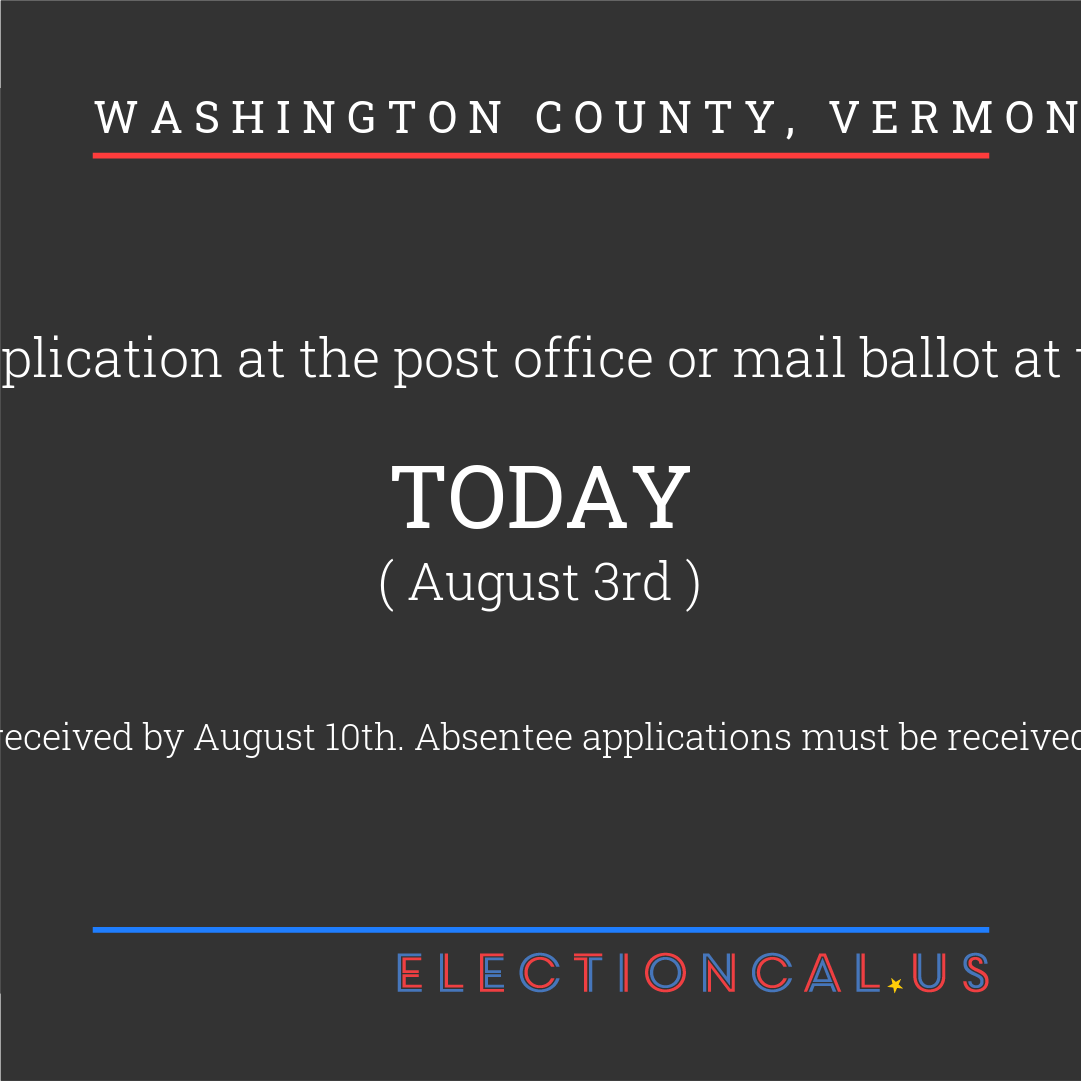 WASHINGTON COUNTY, VERMON
plication at the post office or mail ballot at
TODAY
( August 3rd )
received by August 10th. Absentee applications must be received
ELECTIONCAL.US